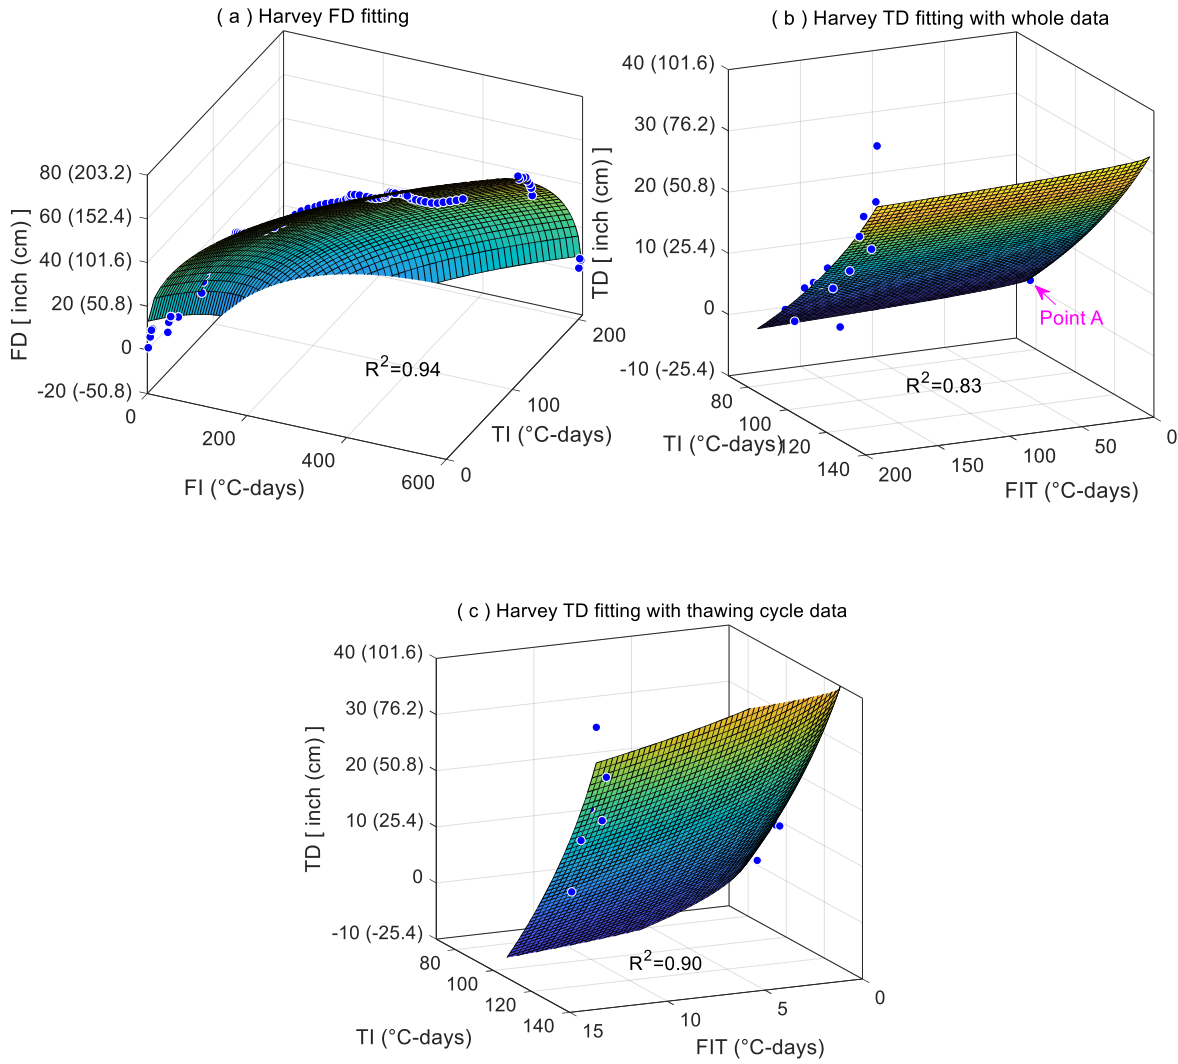 ( a ) Harvey FD fitting
80 (203.2)
60 (152.4)
40 (101.6)
20 (50.8)
0
-20 (-50.8)
FD [ inch (cm) ]
0
200
400
600
FI (°C-days)
0
100
200
TI (°C-days)
R²=0.94
( b ) Harvey TD fitting with whole data
40 (101.6)
30 (76.2)
20 (50.8)
10 (25.4)
0
-10 (-25.4)
TD [ inch (cm) ]
80
100
120
140
TI (°C-days)
200
150
100
50
0
FIT (°C-days)
R²=0.83
Point A
( c ) Harvey TD fitting with thawing cycle data
40 (101.6)
30 (76.2)
20 (50.8)
10 (25.4)
0
-10 (-25.4)
TD [ inch (cm) ]
80
100
120
140
TI (°C-days)
15
10
5
0
FIT (°C-days)
R²=0.90